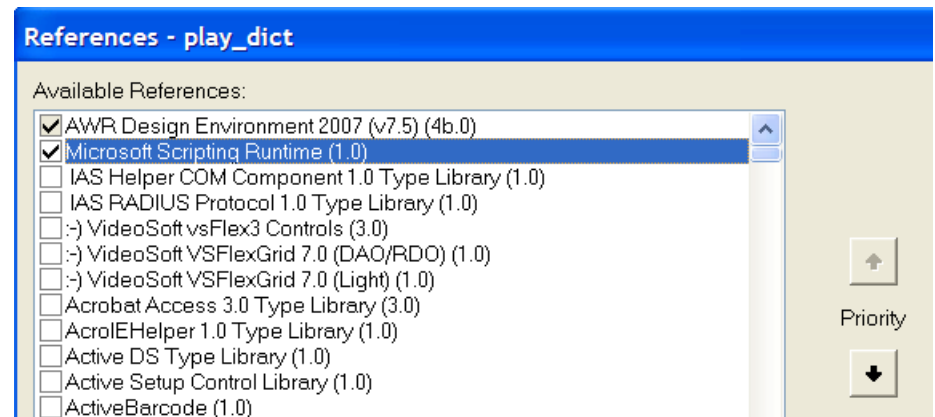 References - play_dict
Available References:
AWR Design Environment 2007 (v7.5) (4b.0)
Microsoft Scripting Runtime (1.0)
IAS Helper COM Component 1.0 Type Library (1.0)
IAS RADIUS Protocol 1.0 Type Library (1.0)
:-) VideoSoft vsFlex3 Controls (3.0)
:-) VideoSoft VSFlexGrid 7.0 (DAO/RDO) (1.0)
:-) VideoSoft VSFlexGrid 7.0 (Light) (1.0)
Acrobat Access 3.0 Type Library (3.0)
AcroIEHelper 1.0 Type Library (1.0)
Active DS Type Library (1.0)
Active Setup Control Library (1.0)
ActiveBarcode (1.0)
Priority